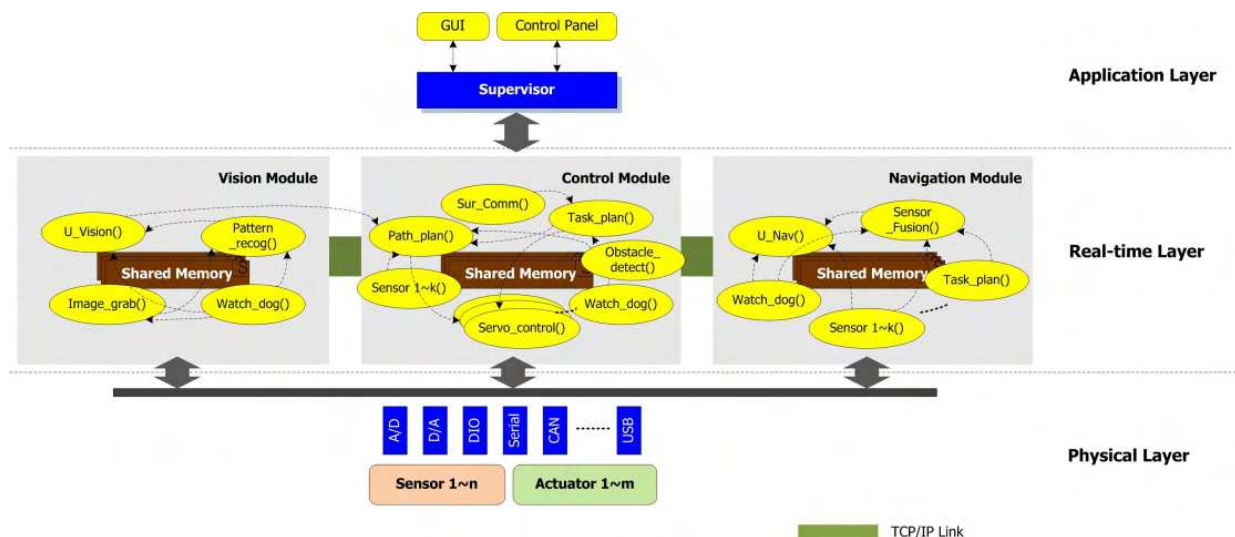 GUI
Control Panel
Supervisor
Application Layer
Vision Module
U_Vision()
Pattern
_recog()
Shared Memory
Image_grab()
Watch_dog()
Control Module
Sur_Comm()
Task_plan()
Path_plan()
Obstacle_
detect()
Shared Memory
Sensor 1~k()
Watch_dog()
Servo_control()
Navigation Module
Sensor
_Fusion()
U_Nav()
Shared Memory
Task_plan()
Watch_dog()
Sensor 1~k()
Real-time Layer
A/D
D/A
DIO
Serial
CAN
USB
Sensor 1~n
Actuator 1~m
Physical Layer
TCP/IP Link